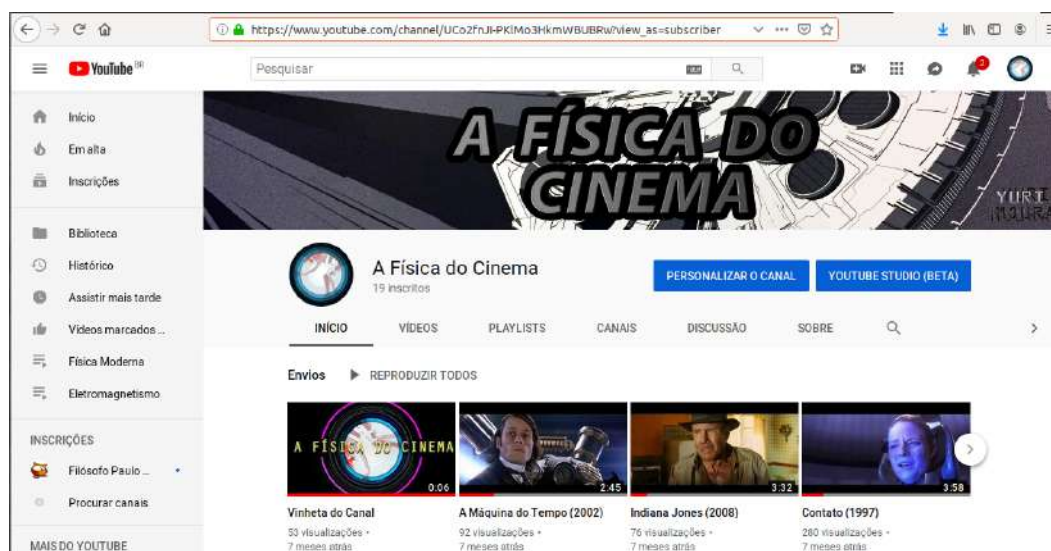 https://www.youtube.com/channel/UCo2fnJI-PKlMo3HkmWBUBRw?view_as=subscriber
YouTube BR
Pesquisar
2
Início
Em alta
Inscrições
Biblioteca
Histórico
Assistir mais tarde
Vídeos marcados ...
Física Moderna
Eletromagnetismo
INSCRIÇÕES
Filósofo Paulo ...
Procurar canais
MAIS DO YOUTUBE
A FÍSICA DO
CINEMA
YURI
MOURA
A Física do Cinema
19 inscritos
PERSONALIZAR O CANAL
YOUTUBE STUDIO (BETA)
INÍCIO VÍDEOS PLAYLISTS CANAIS DISCUSSÃO SOBRE
Envios REPRODUZIR TODOS
A FÍSICA DO CINEMA
0:06
2:45
3:32
3:58
Vinheta do Canal
53 visualizações •
7 meses atrás
A Máquina do Tempo (2002)
92 visualizações •
7 meses atrás
Indiana Jones (2008)
76 visualizações •
7 meses atrás
Contato (1997)
280 visualizações •
7 meses atrás